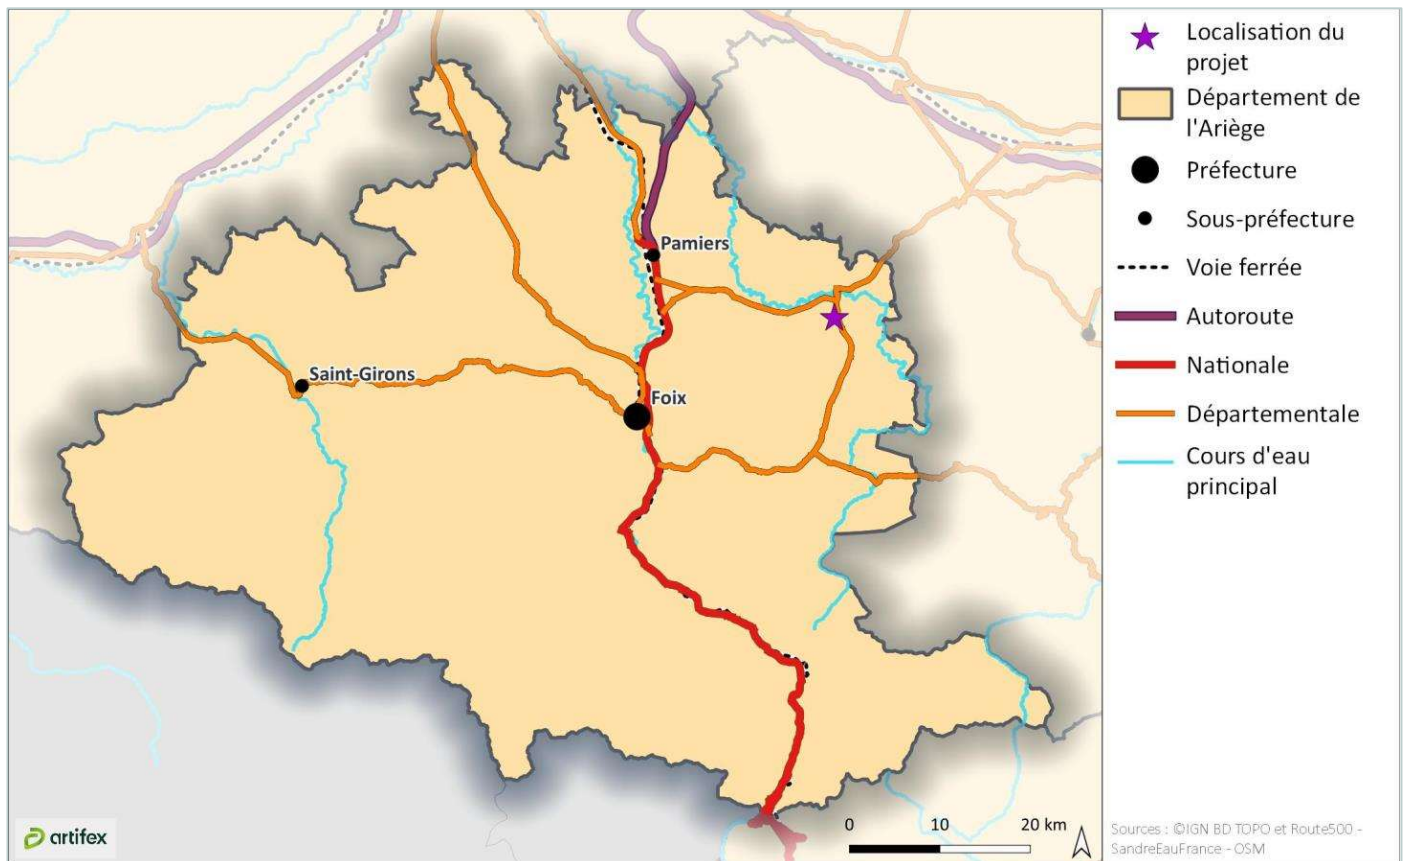 Pamiers
Saint-Girons
Foix
0 10 20 km
artifex
Localisation du
projet
Département de
l'Ariège
Préfecture
Sous-préfecture
Voie ferrée
Autoroute
Nationale
Départementale
Cours d'eau
principal
Sources : ©IGN BD TOPO et Route500 -
SandreEauFrance - OSM